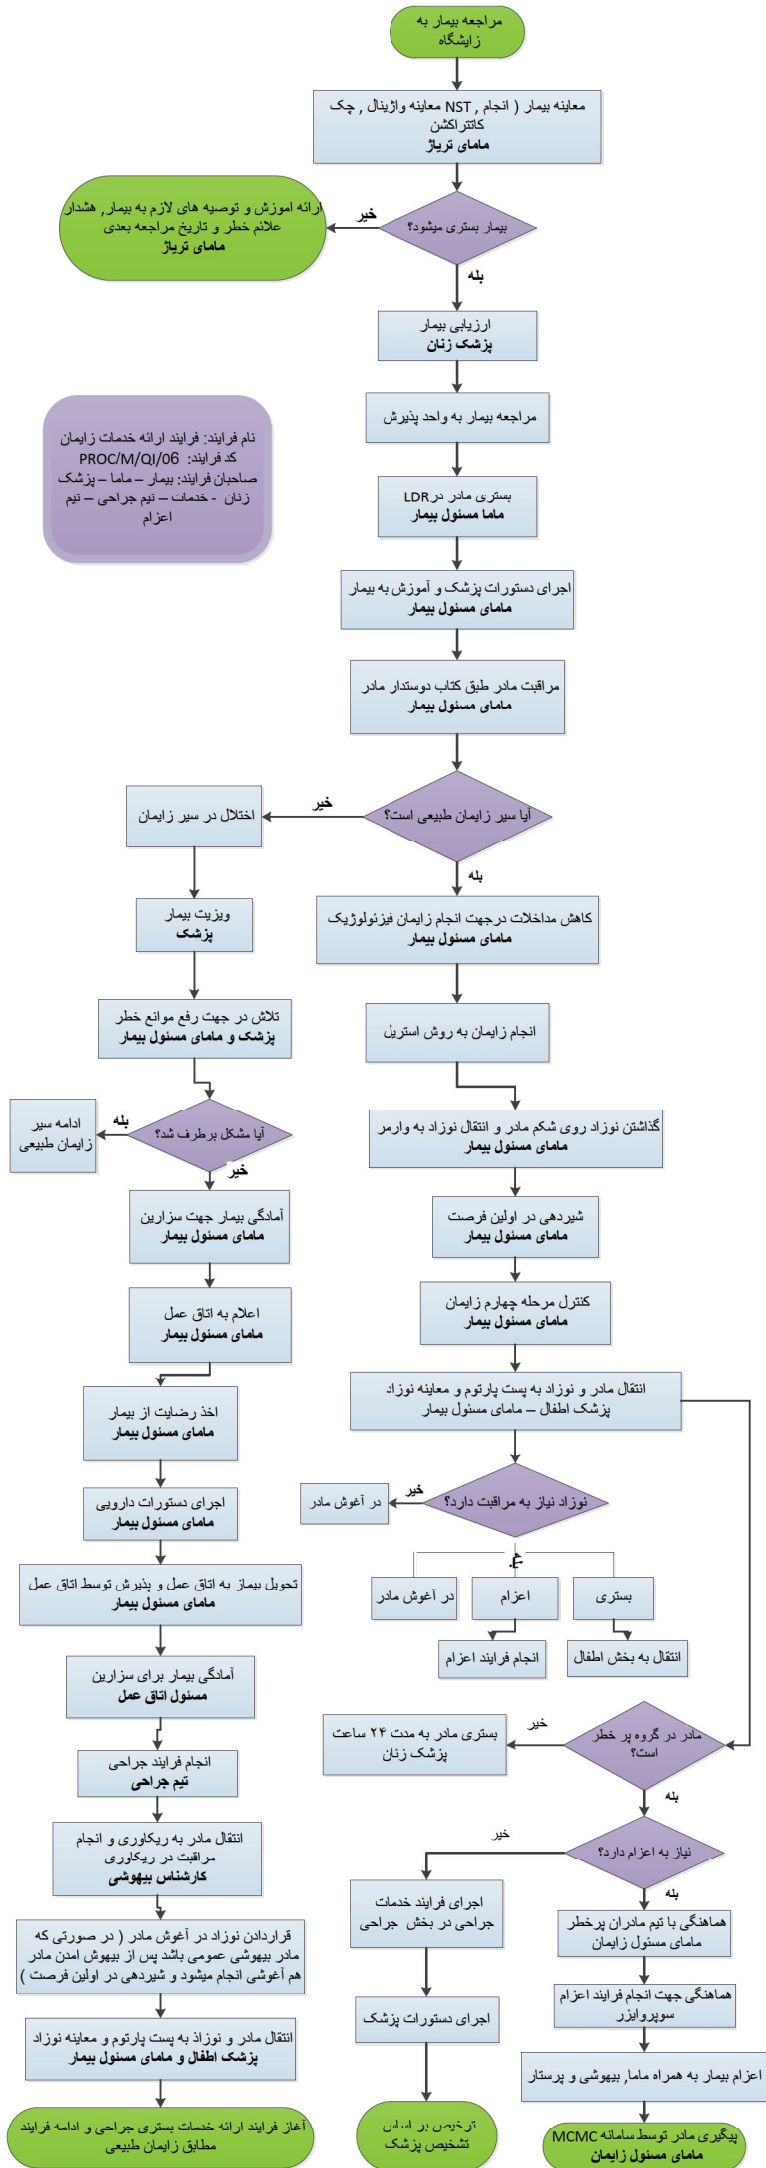 مراجعه بیمار به
زایشگاه
معاینه بیمار ( انجام , NST معاینه واژینال , چک
کانتراکشن
مامای تریاژ
بیمار بستری میشود؟
خیر
ارائه اموزش و توصیه های لازم به بیمار, هشدار
علائم خطر و تاریخ مراجعه بعدی
مامای تریاژ
بله
ارزیابی بیمار
پزشک زنان
مراجعه بیمار به واحد پذیرش
نام فرایند: فرایند ارائه خدمات زایمان
کد فرایند: PROC/M/QI/06
صاحبان فرایند: بیمار – ماما – پزشک
زنان - خدمات – تیم جراحی – تیم
اعزام
بستری مادر در LDR
ماما مسئول بیمار
اجرای دستورات پزشک و آموزش به بیمار
مامای مسئول بیمار
مراقبت مادر طبق کتاب دوستدار مادر
مامای مسئول بیمار
آیا سیر زایمان طبیعی است؟
خیر
اختلال در سیر زایمان
بله
ویزیت بیمار
پزشک
کاهش مداخلات درجهت انجام زایمان فیزئولوژیک
مامای مسئول بیمار
تلاش در جهت رفع موانع خطر
پزشک و مامای مسئول بیمار
انجام زایمان به روش استریل
آیا مشکل برطرف شد؟
بله
ادامه سیر
زایمان طبیعی
خیر
گذاشتن نوزاد روی شکم مادر و انتقال نوزاد به وارمر
مامای مسئول بیمار
آمادگی بیمار جهت سزارین
مامای مسئول بیمار
شیردهی در اولین فرصت
مامای مسئول بیمار
اعلام به اتاق عمل
مامای مسئول بیمار
کنترل مرحله چهارم زایمان
مامای مسئول بیمار
اخذ رضایت از بیمار
مامای مسئول بیمار
انتقال مادر و نوزاد به پست پارتوم و معاینه نوزاد
پزشک اطفال – مامای مسئول بیمار
اجرای دستورات دارویی
مامای مسئول بیمار
نوزاد نیاز به مراقبت دارد؟
خیر
در آغوش مادر
تحویل بیماز به اتاق عمل و پذیرش توسط اتاق عمل
مامای مسئول بیمار
بستری
اعزام
در آغوش مادر
انتقال به بخش اطفال
انجام فرایند اعزام
آمادگی بیمار برای سزارین
مسئول اتاق عمل
مادر در گروه پر خطر
است؟
خیر
بستری مادر به مدت ۲۴ ساعت
پزشک زنان
بله
انجام فرایند جراحی
تیم جراحی
انتقال مادر به ریکاوری و انجام
مراقبت در ریکاوری
کارشناس بیهوشی
نیاز به اعزام دارد؟
خیر
بله
اجرای فرایند خدمات
جراحی در بخش جراحی
هماهنگی با تیم مادران پرخطر
مامای مسئول زایمان
قراردادن نوزاد در آغوش مادر ( در صورتی که
مادر بیهوشی عمومی باشد پس از بیهوش امدن مادر
هم آغوشی انجام میشود و شیردهی در اولین فرصت )
هماهنگی جهت انجام فرایند اعزام
سوپروایزر
اجرای دستورات پزشک
انتقال مادر و نوزاد به پست پارتوم و معاینه نوزاد
پزشک اطفال و مامای مسئول بیمار
اعزام بیمار به همراه ماما, بیهوشی و پرستار
آغاز فرایند ارائه خدمات بستری جراحی و ادامه فرایند
مطابق زایمان طبیعی
ترخیص بر اساس
تشخیص پزشک
پیگیری مادر توسط سامانه MCMC
مامای مسئول زایمان